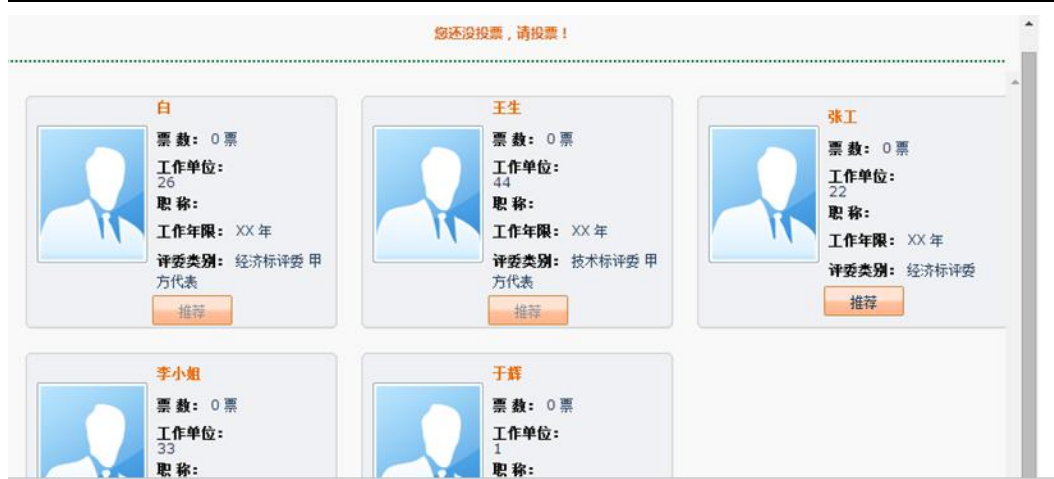 您还没投票，请投票！
白
票 数： 0 票
工作单位：
26
职 称：
工作年限： XX 年
评委类别： 经济标评委 甲
方代表
推荐
王生
票 数： 0 票
工作单位：
44
职 称：
工作年限： XX 年
评委类别： 技术标评委 甲
方代表
推荐
张工
票 数： 0 票
工作单位：
22
职 称：
工作年限： XX 年
评委类别： 经济标评委
推荐
李小姐
票 数： 0 票
工作单位：
33
职 称：
于辉
票 数： 0 票
工作单位：
1
职 称：